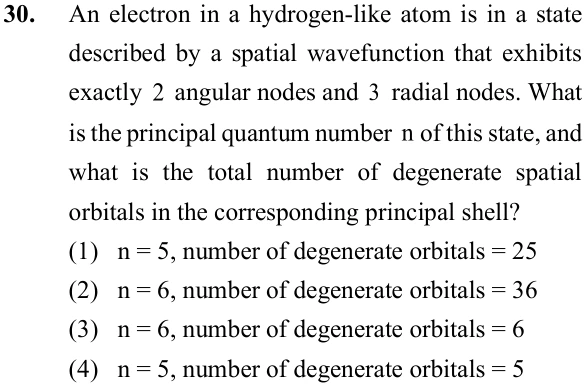 30. An electron in a hydrogen-like atom is in a state
described by a spatial wavefunction that exhibits
exactly 2 angular nodes and 3 radial nodes. What
is the principal quantum number n of this state, and
what is the total number of degenerate spatial
orbitals in the corresponding principal shell?
(1) n = 5, number of degenerate orbitals = 25
(2) n = 6, number of degenerate orbitals = 36
(3) n = 6, number of degenerate orbitals = 6
(4) n = 5, number of degenerate orbitals = 5